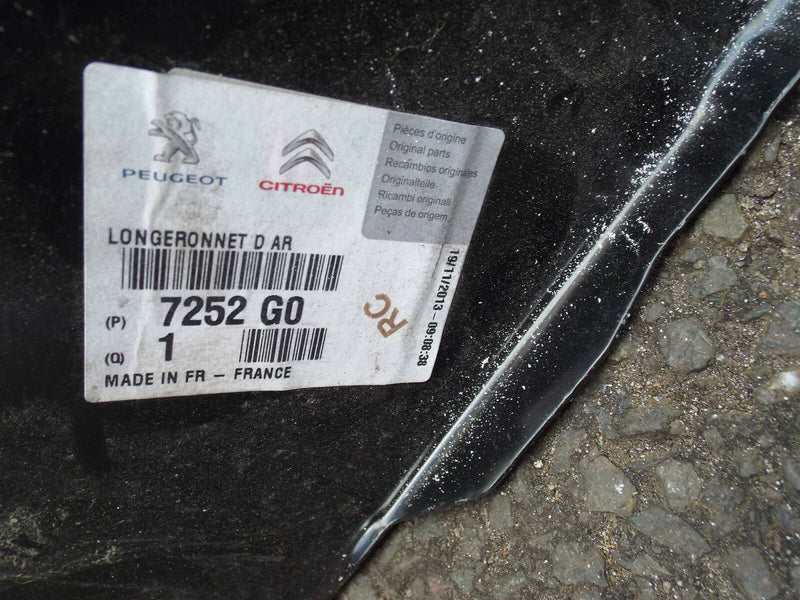 PEUGEOT
CITROËN
Pièces d'origine
Original parts
Recambios originales
Originalteile
Ricambi originali
Peças de origem
LONGERONNET D AR
(P) 7252 G0
(Q) 1
MADE IN FR - FRANCE
RC
19/11/2013 - 09:08:38